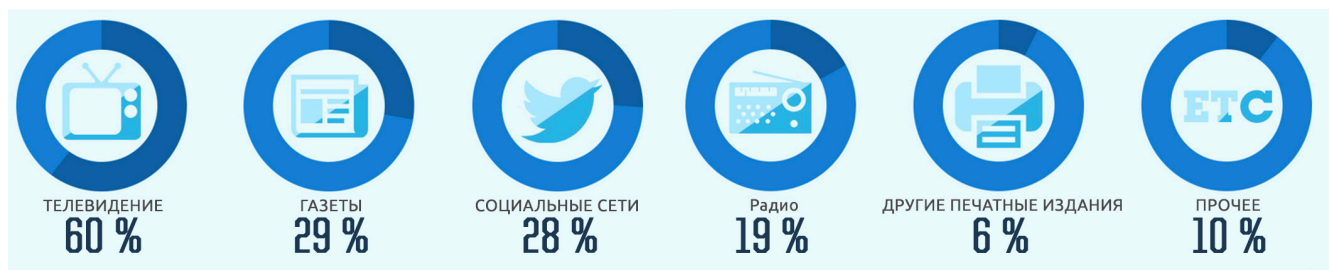 ETC
ТЕЛЕВИДЕНИЕ
60 %
ГАЗЕТЫ
29 %
СОЦИАЛЬНЫЕ СЕТИ
28 %
Радио
19 %
ДРУГИЕ ПЕЧАТНЫЕ ИЗДАНИЯ
6 %
ПРОЧЕЕ
10 %